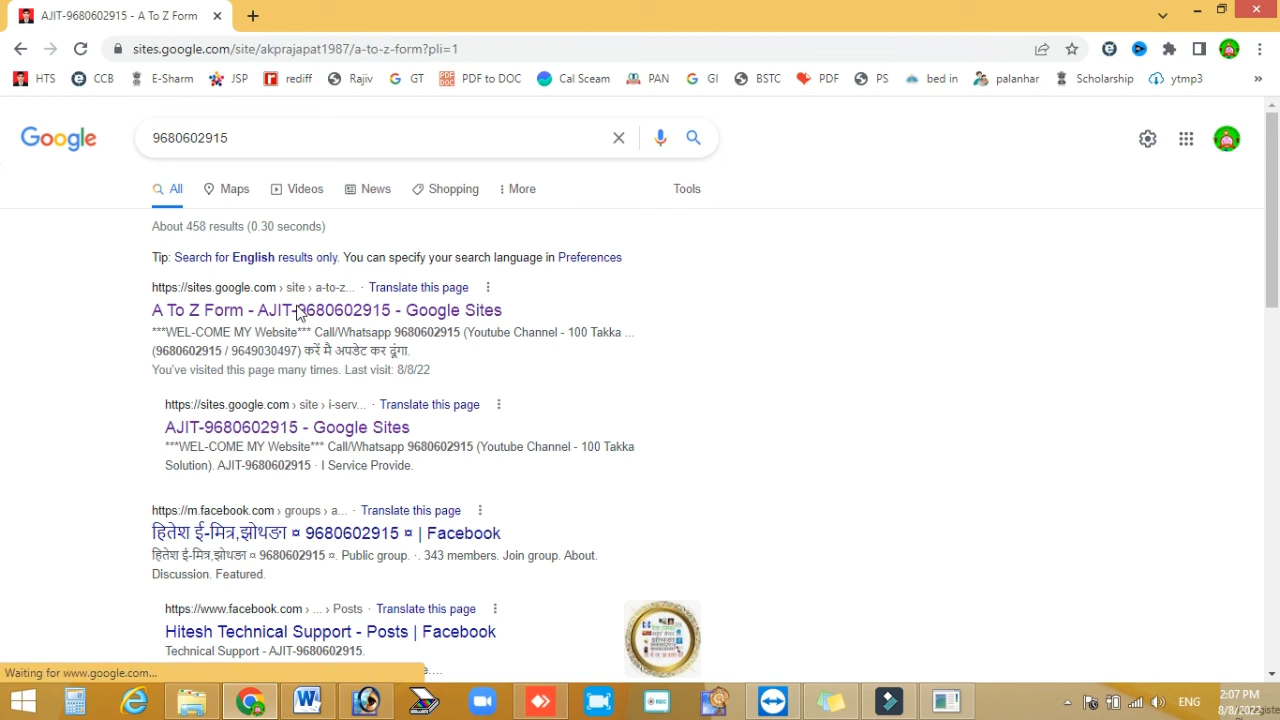 AJIT-9680602915 - A To Z Form
sites.google.com/site/akprajapat1987/a-to-z-form?pli=1
HTS CCB E-Sharm JSP rediff Rajiv GT PDF to DOC Cal Sceam PAN GI BSTC PDF PS bed in palanhar Scholarship ytmp3 »
Google 9680602915
All Maps Videos News Shopping More Tools
About 458 results (0.30 seconds)
Tip: Search for English results only. You can specify your search language in Preferences
https://sites.google.com › site › a-to-z... · Translate this page
A To Z Form - AJIT-9680602915 - Google Sites
***WEL-COME MY Website*** Call/Whatsapp 9680602915 (Youtube Channel - 100 Takka ...
(9680602915 / 9649030497) करें मै अपडेट कर दूंगा.
You've visited this page many times. Last visit: 8/8/22
https://sites.google.com › site › i-serv... · Translate this page
AJIT-9680602915 - Google Sites
***WEL-COME MY Website*** Call/Whatsapp 9680602915 (Youtube Channel - 100 Takka
Solution). AJIT-9680602915 · I Service Provide.
https://m.facebook.com › groups › a... · Translate this page
हितेश ई-मित्र,झोथङा ¤ 9680602915 ¤ | Facebook
हितेश ई-मित्र,झोथङा ¤ 9680602915 ¤. Public group. ·. 343 members. Join group. About.
Discussion. Featured.
https://www.facebook.com › ... › Posts · Translate this page
Hitesh Technical Support - Posts | Facebook
Technical Support - AJIT-9680602915.
Waiting for www.google.com...
ENG
2:07 PM
8/8/2022